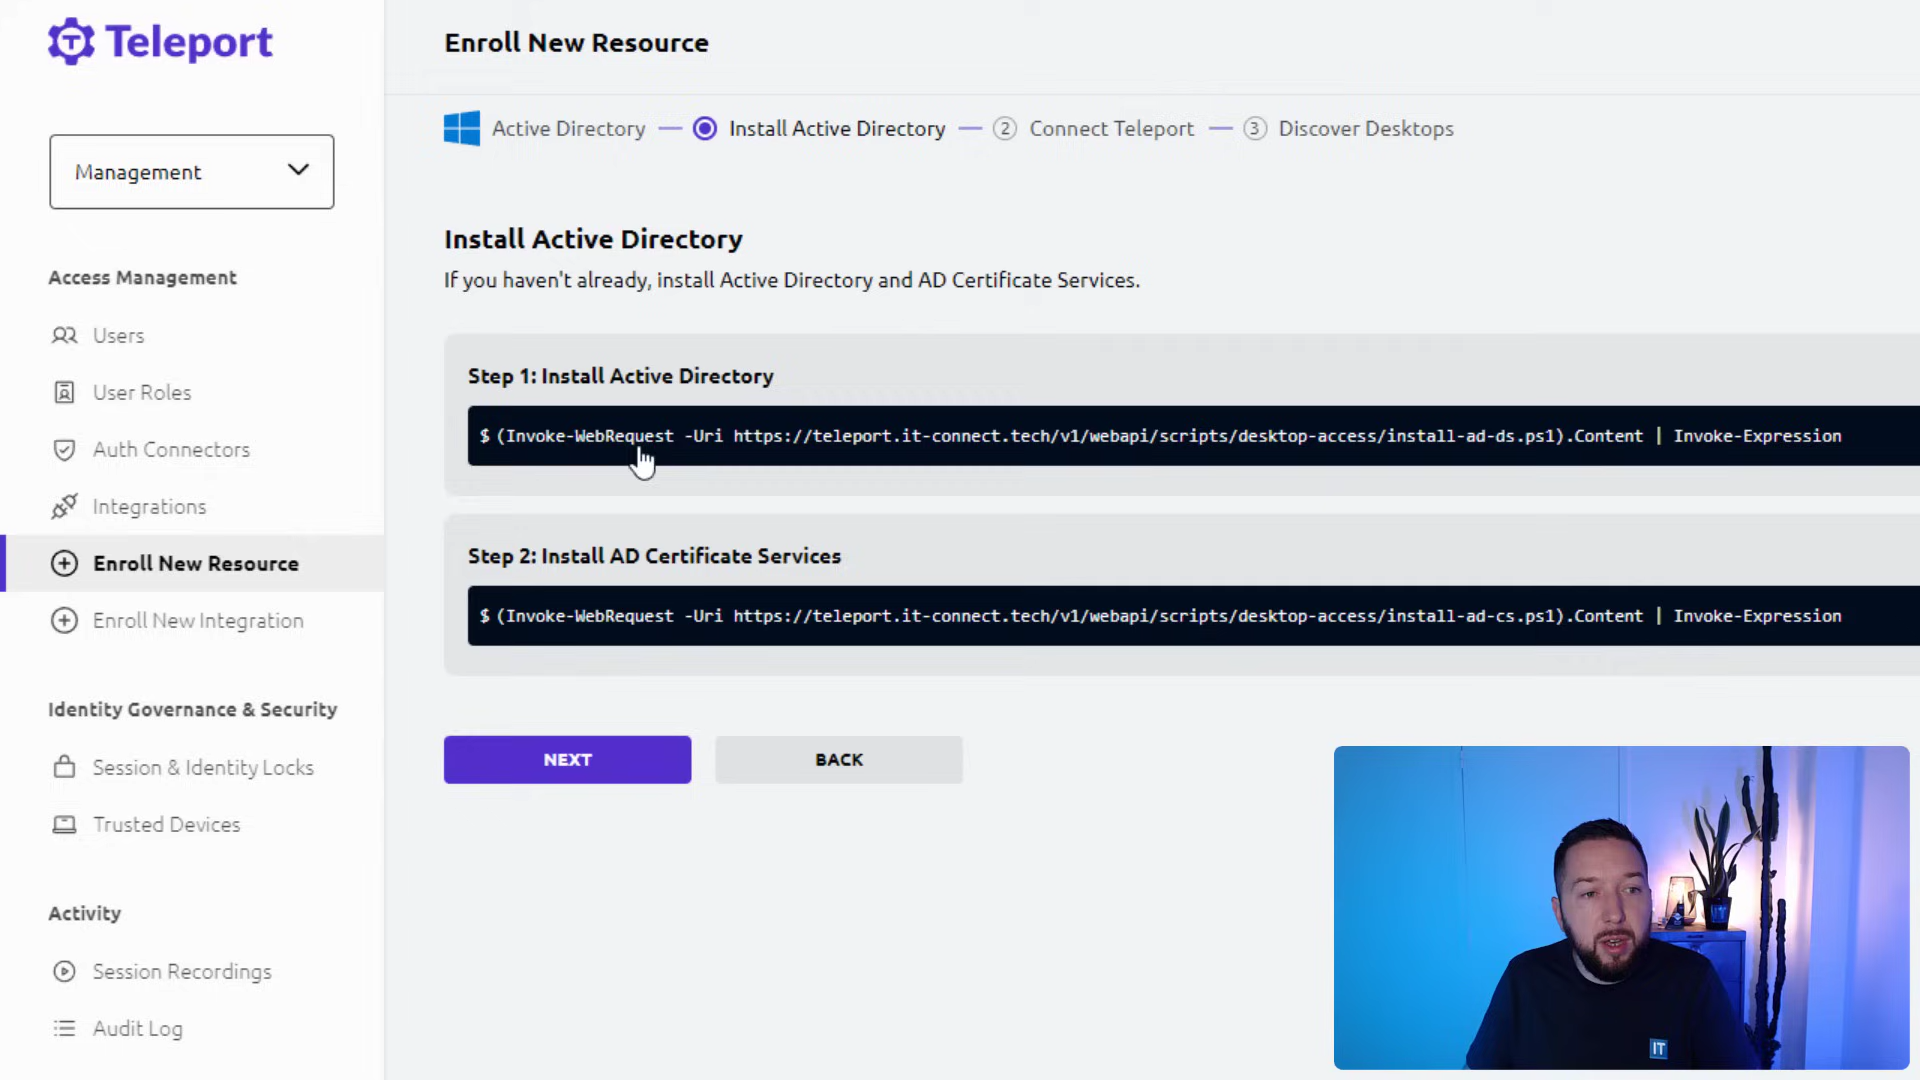 Teleport
Management
Access Management
Users
User Roles
Auth Connectors
Integrations
Enroll New Resource
Enroll New Integration
Identity Governance & Security
Session & Identity Locks
Trusted Devices
Activity
Session Recordings
Audit Log
Enroll New Resource
Active Directory
Install Active Directory
2 Connect Teleport
3 Discover Desktops
Install Active Directory
If you haven't already, install Active Directory and AD Certificate Services.
Step 1: Install Active Directory
$ (Invoke-WebRequest -Uri https://teleport.it-connect.tech/v1/webapi/scripts/desktop-access/install-ad-ds.ps1).Content | Invoke-Expression
Step 2: Install AD Certificate Services
$ (Invoke-WebRequest -Uri https://teleport.it-connect.tech/v1/webapi/scripts/desktop-access/install-ad-cs.ps1).Content | Invoke-Expression
NEXT
BACK
IT